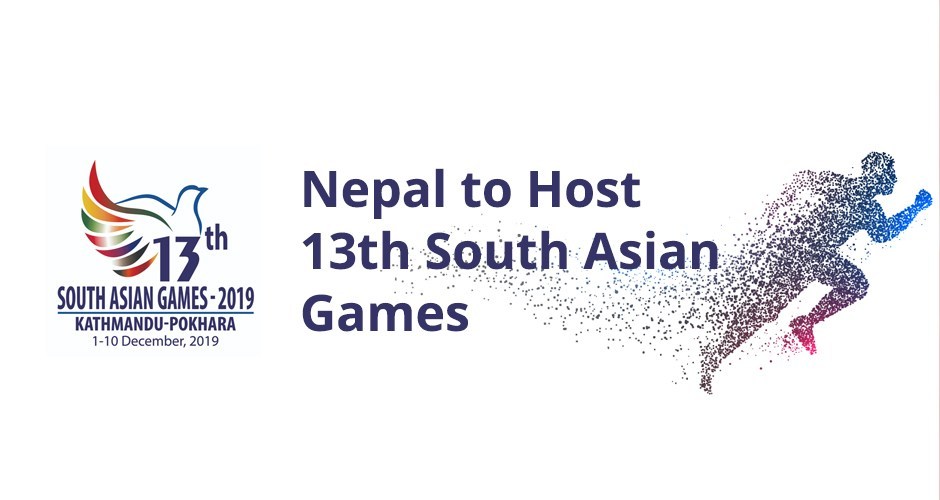 13th
SOUTH ASIAN GAMES - 2019
KATHMANDU-POKHARA
1-10 December, 2019
Nepal to Host
13th South Asian
Games